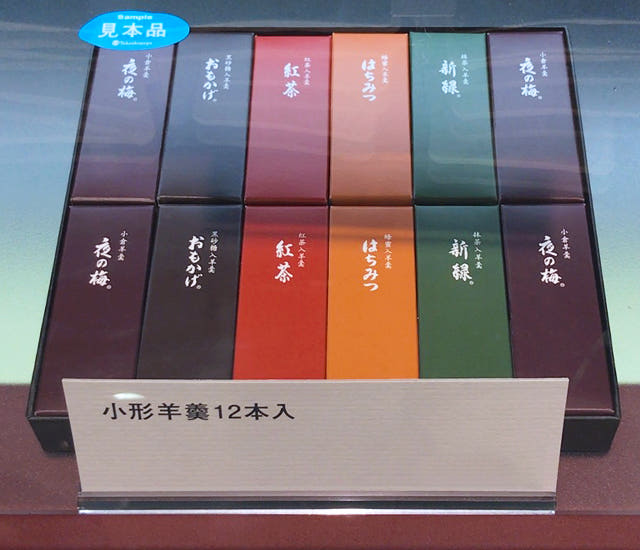 Sample
見本品
Takashimaya
小倉羊羹
夜の梅®
黒砂糖入羊羹
おもかげ®
紅茶入羊羹
紅茶
蜂蜜入羊羹
はちみつ
抹茶入羊羹
新緑®
小倉羊羹
夜の梅®
小倉羊羹
夜の梅®
黒砂糖入羊羹
おもかげ®
紅茶入羊羹
紅茶
蜂蜜入羊羹
はちみつ
抹茶入羊羹
新緑®
小倉羊羹
夜の梅®
小形羊羹12本入